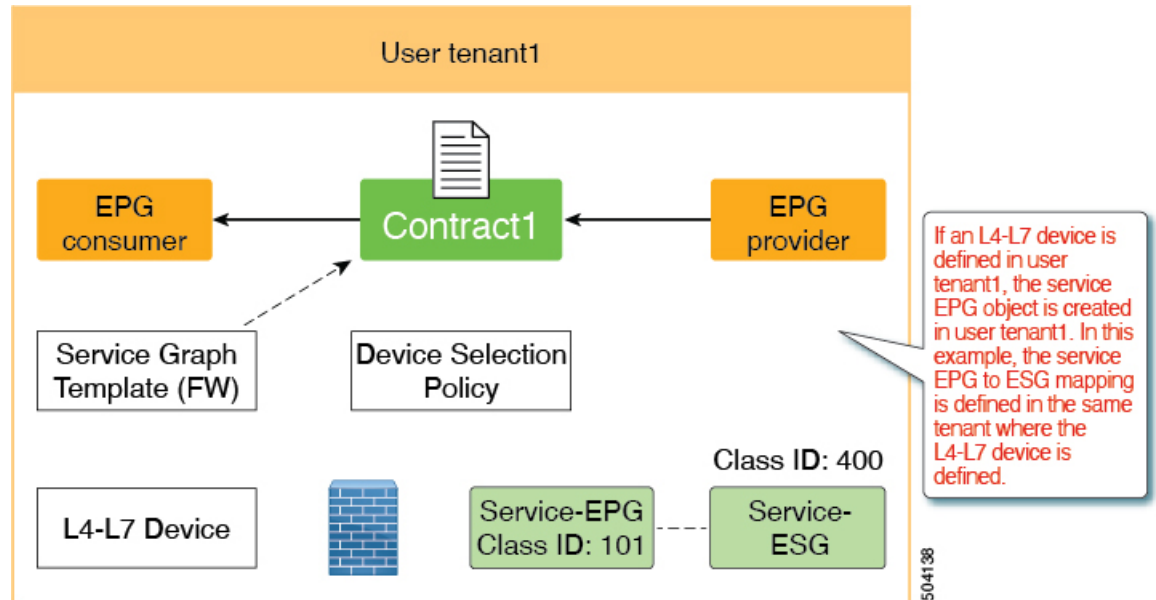 User tenant1
EPG
consumer
Contract1
EPG
provider
If an L4-L7 device is
defined in user
tenant1, the service
EPG object is created
in user tenant1. In this
example, the service
EPG to ESG mapping
is defined in the same
tenant where the
L4-L7 device is
defined.
Service Graph
Template (FW)
Device Selection
Policy
Class ID: 400
L4-L7 Device
Service-EPG
Class ID: 101
Service-
ESG
504138